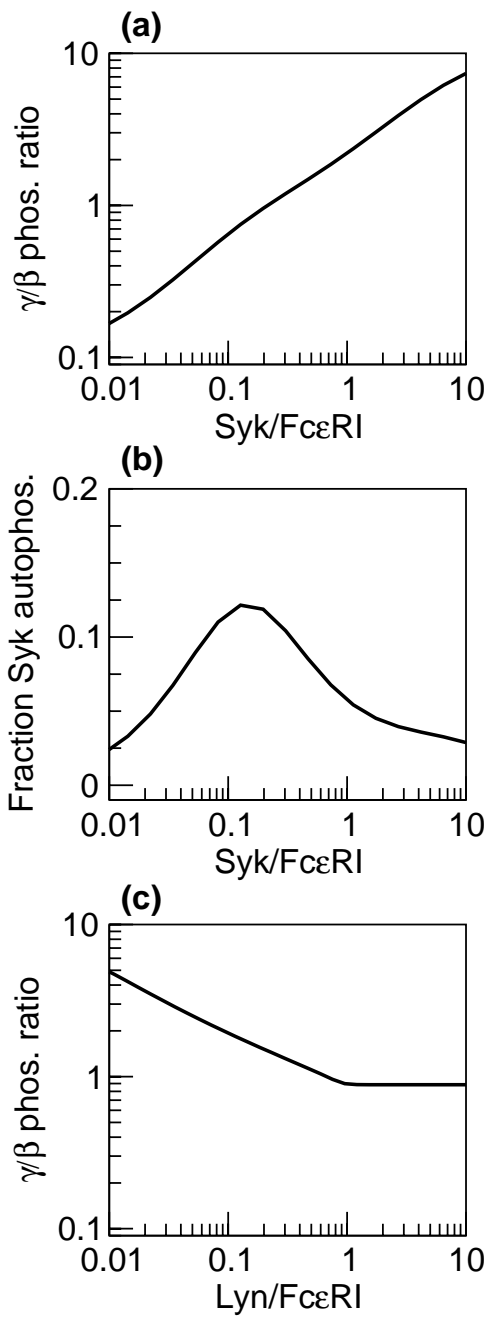 (a)
10
1
0.1
γ/β phos. ratio
0.01 0.1 1 10
Syk/FcεRI
(b)
0.2
0.1
0
Fraction Syk autophos.
0.01 0.1 1 10
Syk/FcεRI
(c)
10
1
0.1
γ/β phos. ratio
0.01 0.1 1 10
Lyn/FcεRI